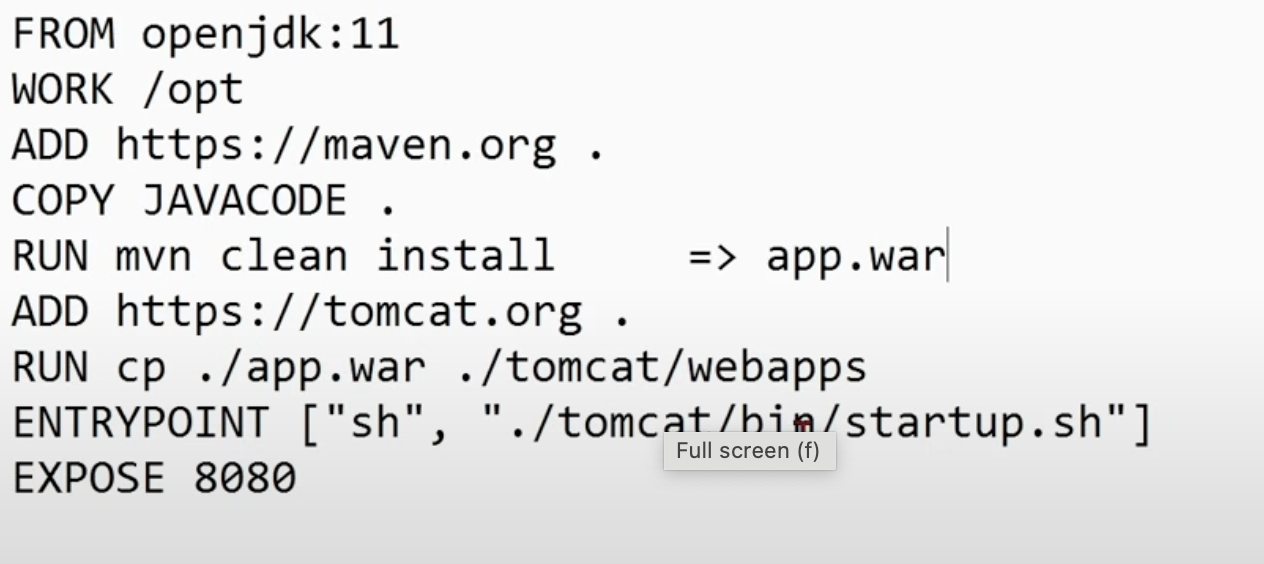 FROM openjdk:11
WORK /opt
ADD https://maven.org .
COPY JAVACODE .
RUN mvn clean install => app.war
ADD https://tomcat.org .
RUN cp ./app.war ./tomcat/webapps
ENTRYPOINT ["sh", "./tomcat/bin/startup.sh"]
Full screen (f)
EXPOSE 8080